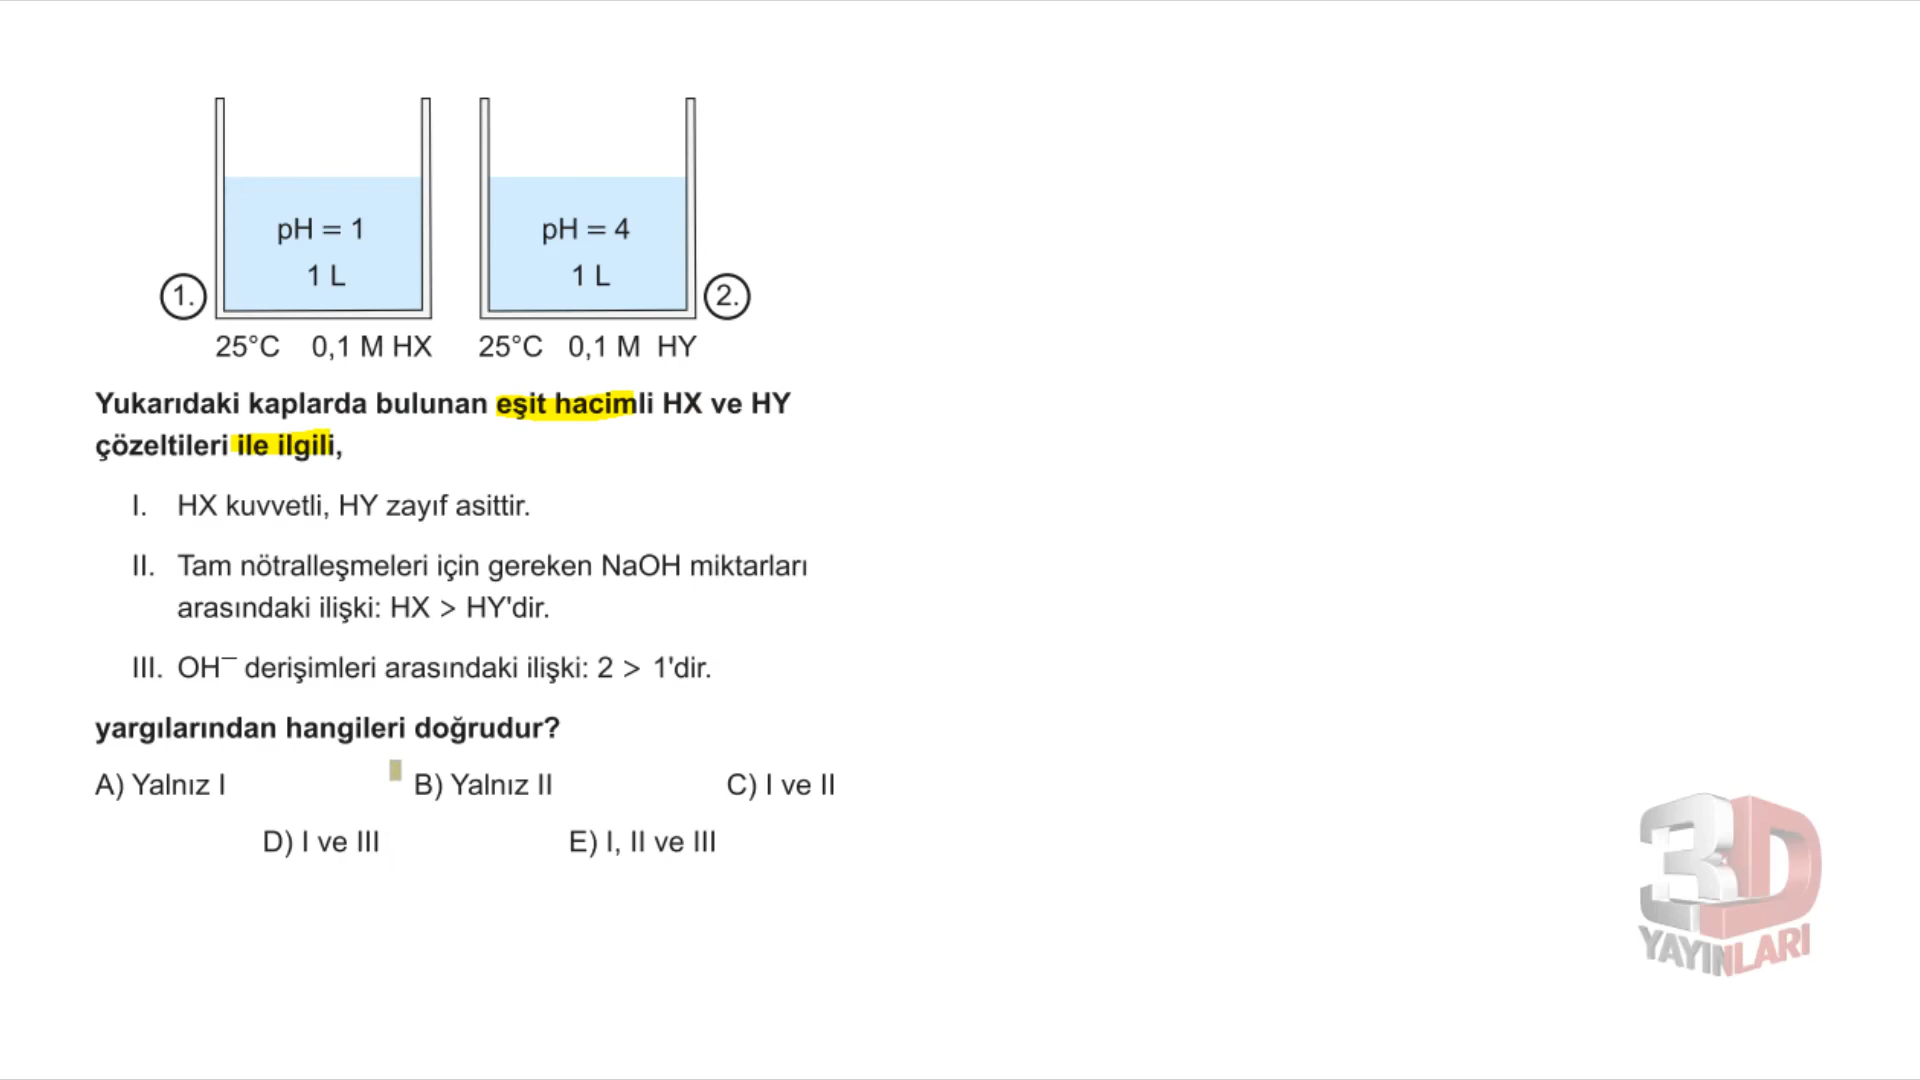 pH = 1
1 L
pH = 4
1 L
1.
2.
25°C 0,1 M HX 25°C 0,1 M HY
Yukarıdaki kaplarda bulunan eşit hacimli HX ve HY
çözeltileri ile ilgili,
I. HX kuvvetli, HY zayıf asittir.
II. Tam nötralleşmeleri için gereken NaOH miktarları
arasındaki ilişki: HX > HY'dir.
III. OH⁻ derişimleri arasındaki ilişki: 2 > 1'dir.
yargılarından hangileri doğrudur?
A) Yalnız I B) Yalnız II C) I ve II
D) I ve III E) I, II ve III
3D
YAYINLARI